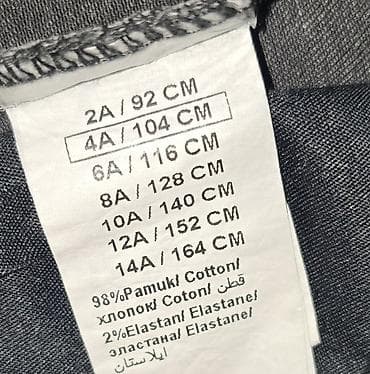 2A / 92 CM
4A / 104 CM
6A / 116 CM
8A / 128 CM
10A / 140 CM
12A / 152 CM
14A / 164 CM
98%Pamuk/ Cotton/
хлопок/ Coton/ قطن
2%Elastan/ Elastane/
эластана/ Elastane/
ايلاستان